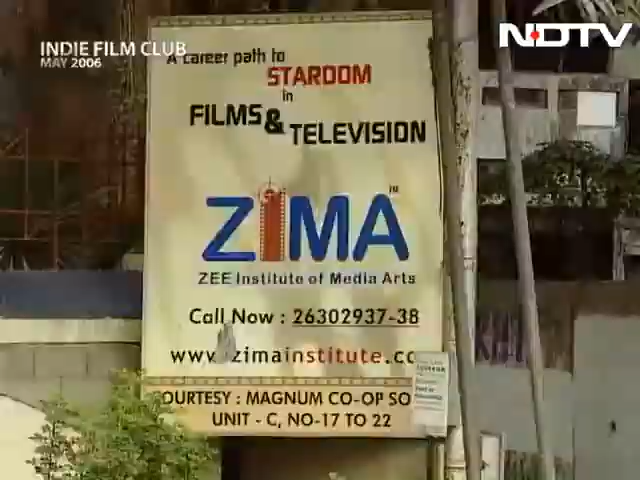 NDTV
INDIE FILM CLUB
MAY 2006
A career path to
STARDOM
in
FILMS &
TELEVISION
ZIMA TM
ZEE Institute of Media Arts
Call Now : 26302937-38
www.zimainstitute.co
OURTESY : MAGNUM CO-OP SO
UNIT - C, NO-17 TO 22